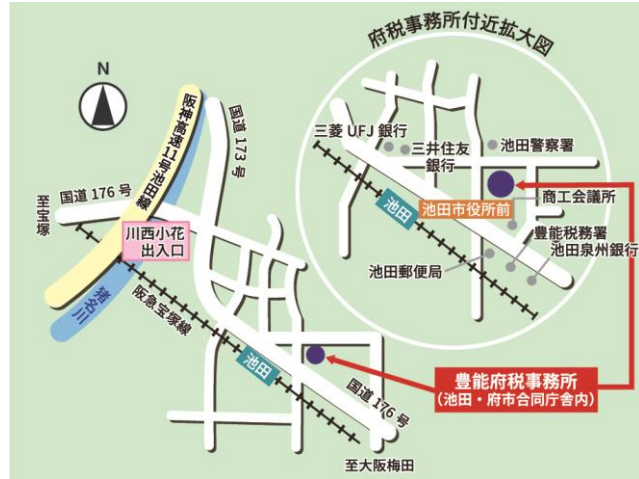 府税事務所付近拡大図
N
阪神高速11号池田線
国道173号
国道176号
至宝塚
川西小花
出入口
猪名川
阪急宝塚線
池田
国道176号
至大阪梅田
三菱UFJ銀行
三井住友
銀行
池田警察署
池田
池田市役所前
商工会議所
豊能税務署
池田泉州銀行
池田郵便局
豊能府税事務所
(池田・府市合同庁舎内)